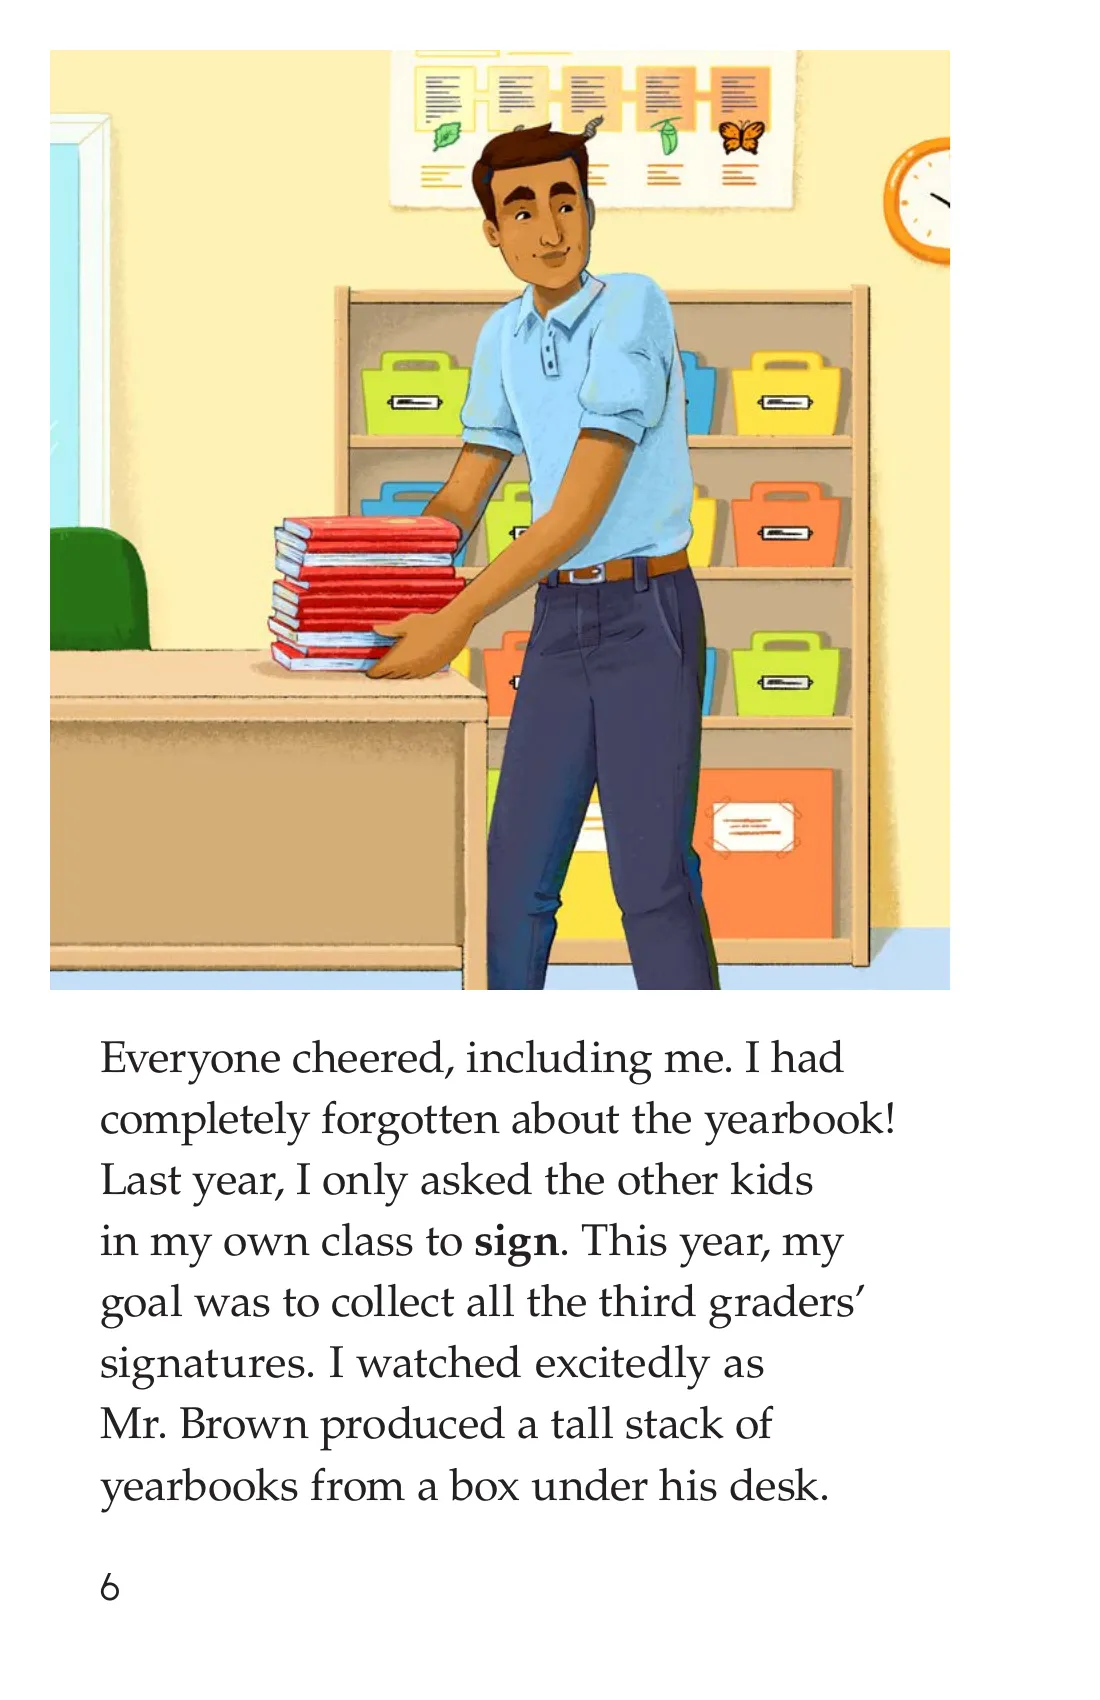 Everyone cheered, including me. I had
completely forgotten about the yearbook!
Last year, I only asked the other kids
in my own class to sign. This year, my
goal was to collect all the third graders’
signatures. I watched excitedly as
Mr. Brown produced a tall stack of
yearbooks from a box under his desk.
6